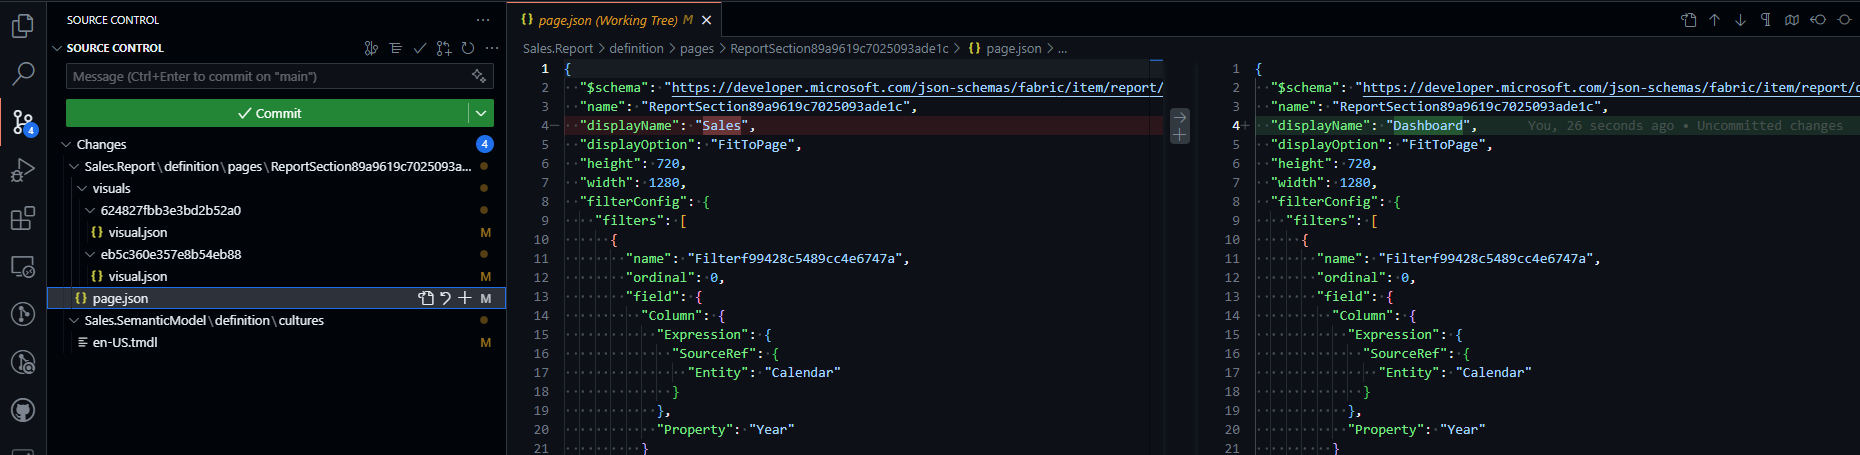 SOURCE CONTROL
SOURCE CONTROL
Message (Ctrl+Enter to commit on "main")
Commit
Changes
4
4
Sales.Report\definition\pages\ReportSection89a9619c7025093a...
visuals
624827fbb3e3bd2b52a0
visual.json M
eb5c360e357e8b54eb88
visual.json M
page.json M
Sales.SemanticModel\definition\cultures
en-US.tmdl M
page.json (Working Tree) M
Sales.Report > definition > pages > ReportSection89a9619c7025093ade1c > {} page.json > ...
1 {
2 "$schema": "https://developer.microsoft.com/json-schemas/fabric/item/report/
3 "name": "ReportSection89a9619c7025093ade1c",
4 "displayName": "Sales",
5 "displayOption": "FitToPage",
6 "height": 720,
7 "width": 1280,
8 "filterConfig": {
9 "filters": [
10 {
11 "name": "Filterf99428c5489cc4e6747a",
12 "ordinal": 0,
13 "field": {
14 "Column": {
15 "Expression": {
16 "SourceRef": {
17 "Entity": "Calendar"
18 }
19 },
20 "Property": "Year"
21 }
1 {
2 "$schema": "https://developer.microsoft.com/json-schemas/fabric/item/report/d
3 "name": "ReportSection89a9619c7025093ade1c",
4 "displayName": "Dashboard", You, 26 seconds ago • Uncommitted changes
5 "displayOption": "FitToPage",
6 "height": 720,
7 "width": 1280,
8 "filterConfig": {
9 "filters": [
10 {
11 "name": "Filterf99428c5489cc4e6747a",
12 "ordinal": 0,
13 "field": {
14 "Column": {
15 "Expression": {
16 "SourceRef": {
17 "Entity": "Calendar"
18 }
19 },
20 "Property": "Year"
21 }